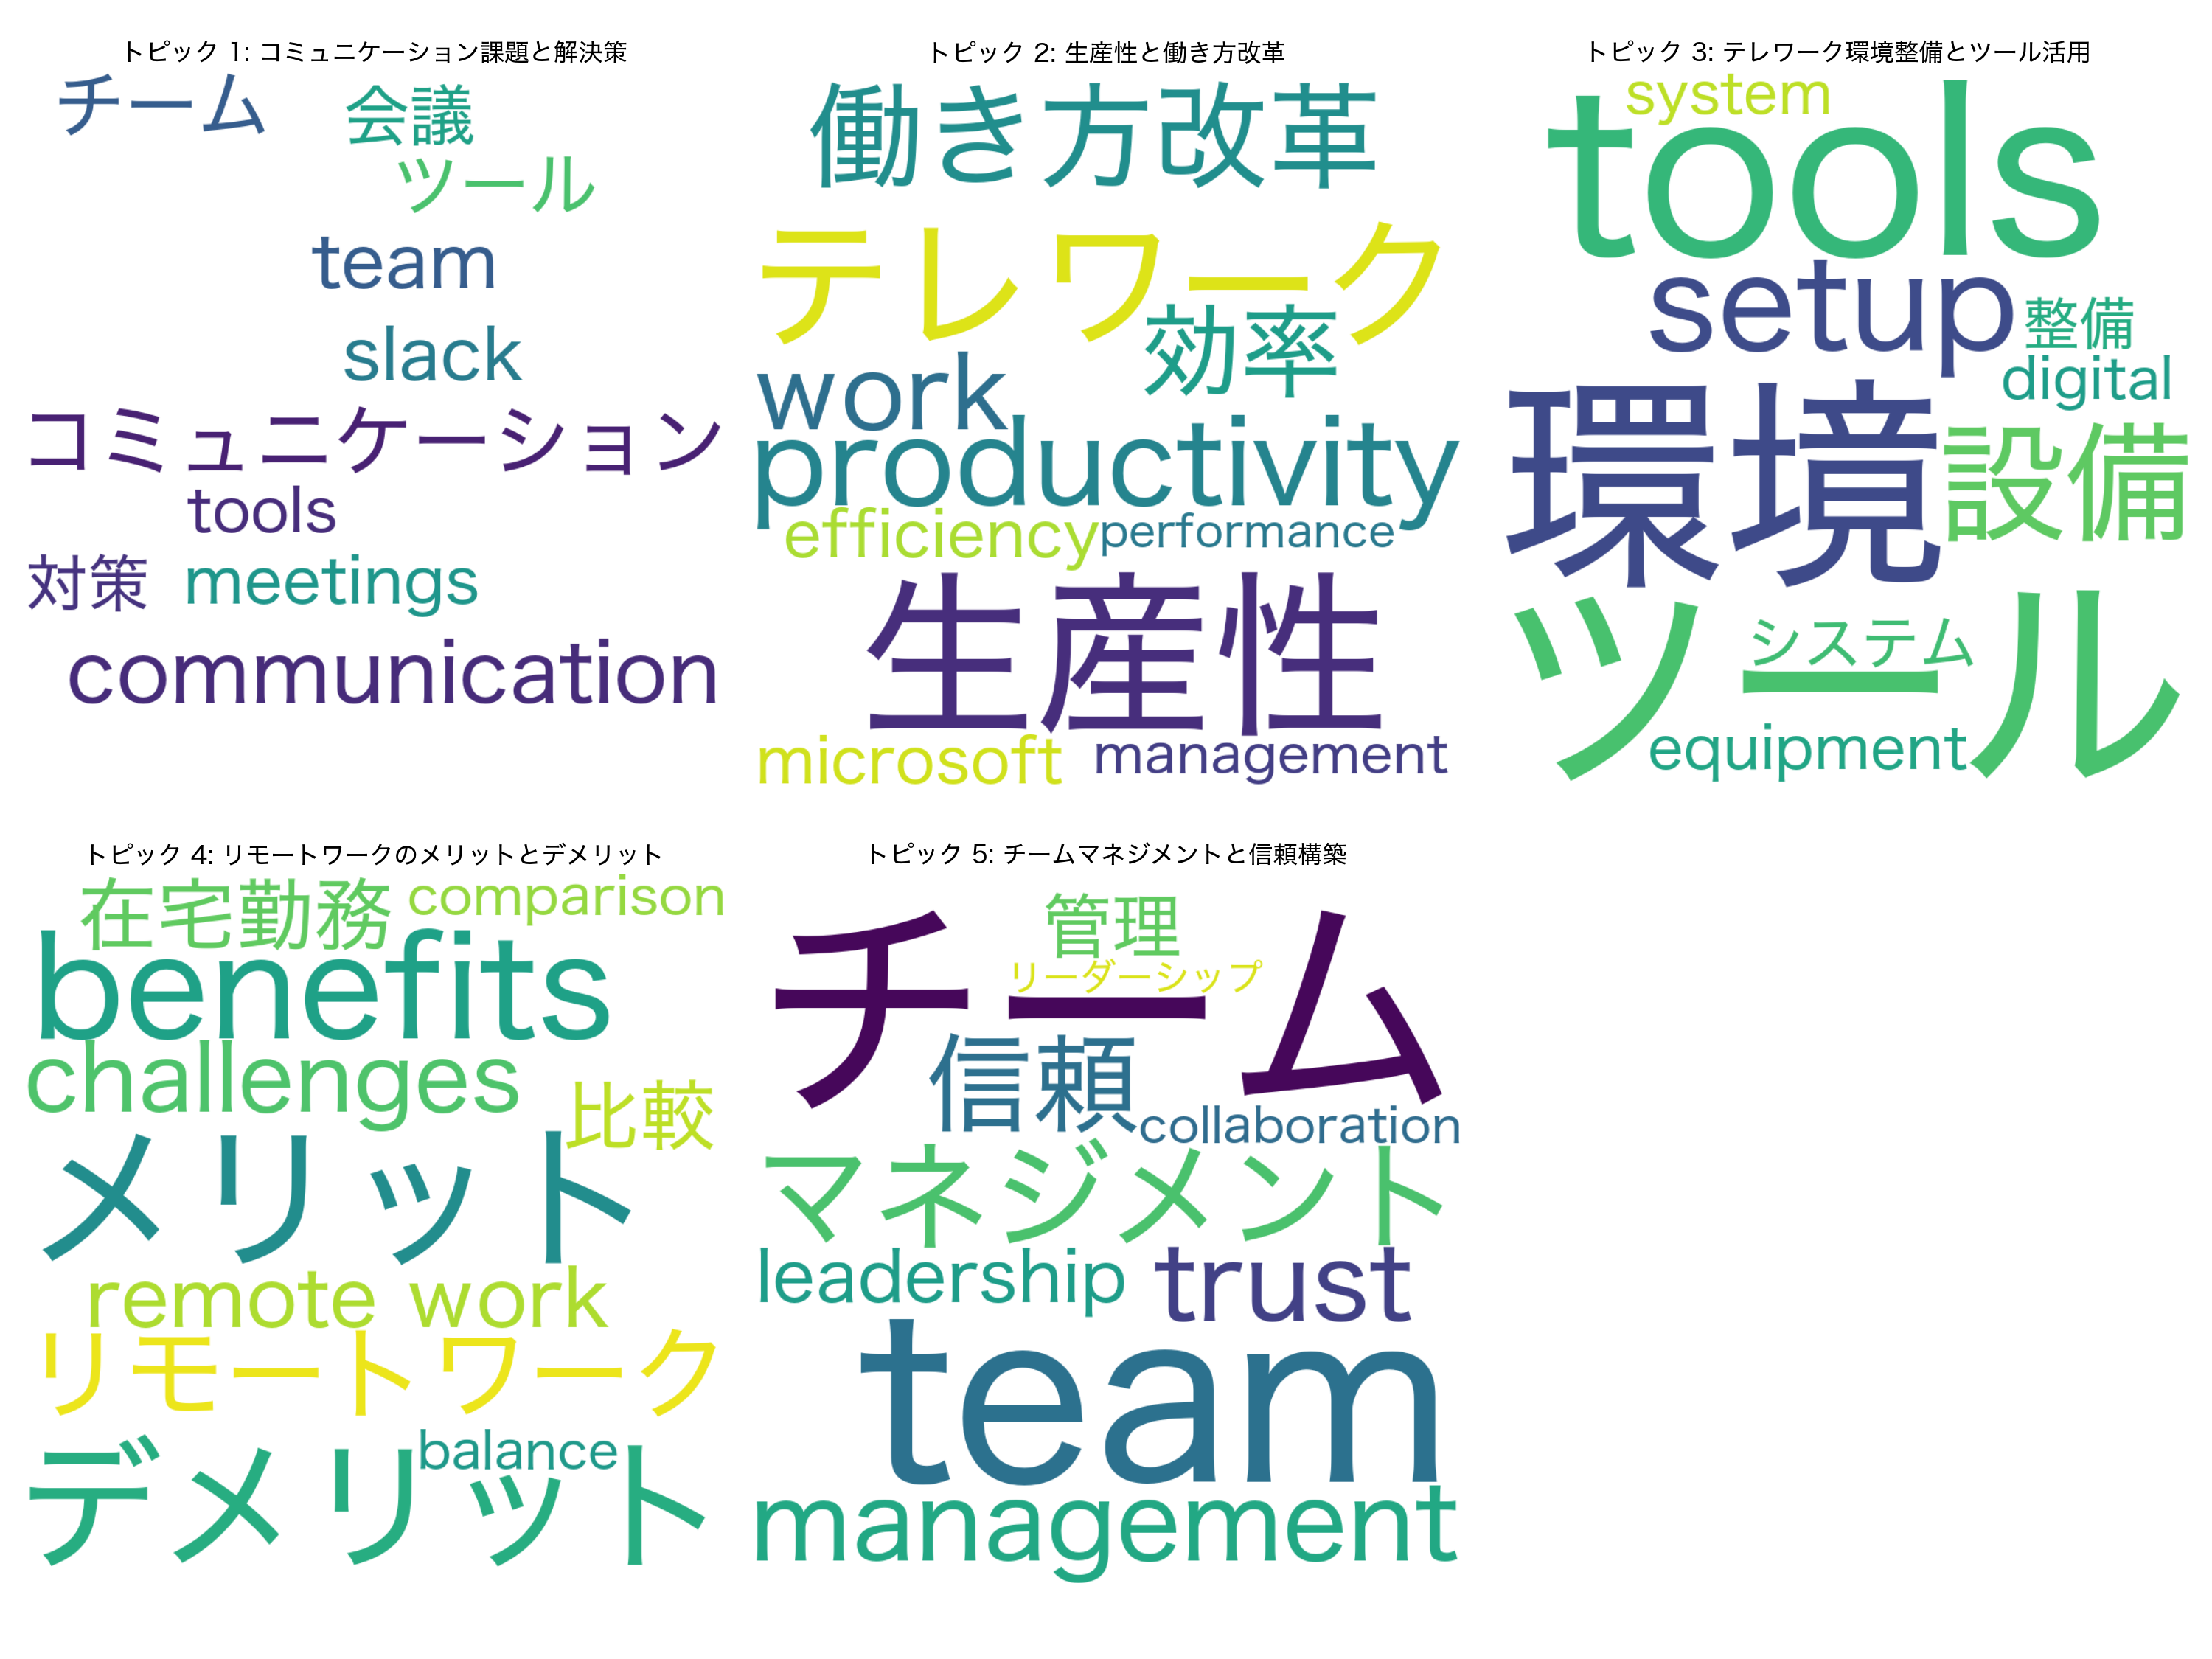 トピック 1: コミュニケーション課題と解決策
チーム
会議
ツール
team
slack
コミュニケーション
tools
対策
meetings
communication
トピック 2: 生産性と働き方改革
働き方改革
テレワーク
効率
work
productivity
efficiency
performance
生産性
microsoft
management
トピック 3: テレワーク環境整備とツール活用
system
tools
setup
整備
digital
環境
設備
ツール
システム
equipment
トピック 4: リモートワークのメリットとデメリット
在宅勤務
comparison
benefits
challenges
比較
メリット
remote work
リモートワーク
balance
デメリット
トピック 5: チームマネジメントと信頼構築
管理
リーダーシップ
チーム
信頼
collaboration
マネジメント
leadership
trust
team
management